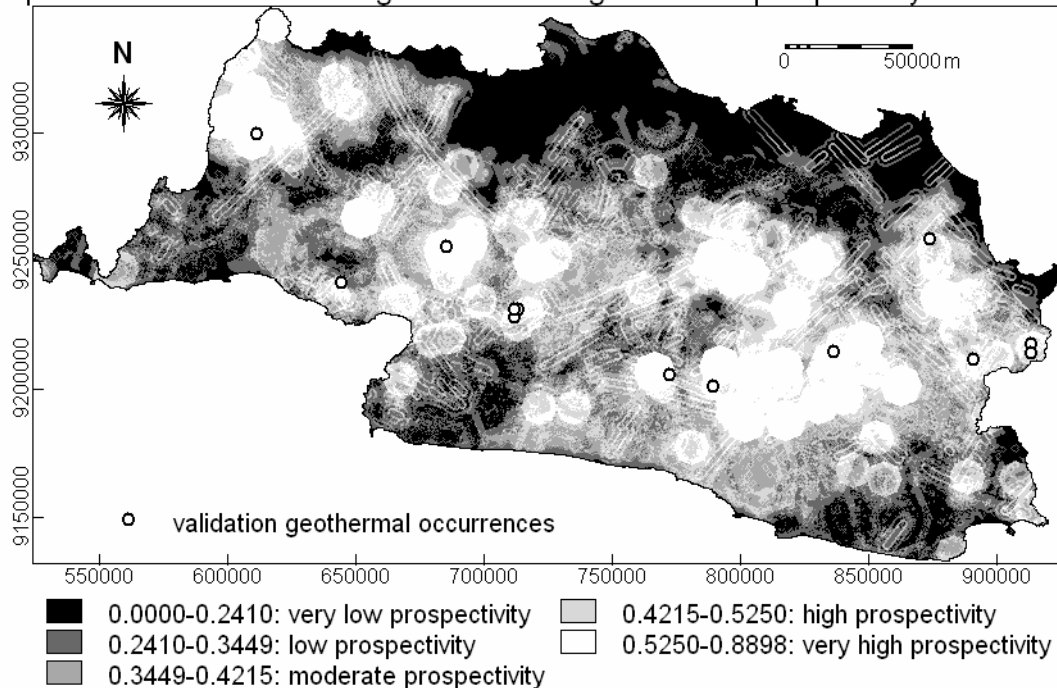 N
0 50000 m
9300000
9250000
9200000
9150000
validation geothermal occurrences
550000 600000 650000 700000 750000 800000 850000 900000
0.0000-0.2410: very low prospectivity
0.2410-0.3449: low prospectivity
0.3449-0.4215: moderate prospectivity
0.4215-0.5250: high prospectivity
0.5250-0.8898: very high prospectivity